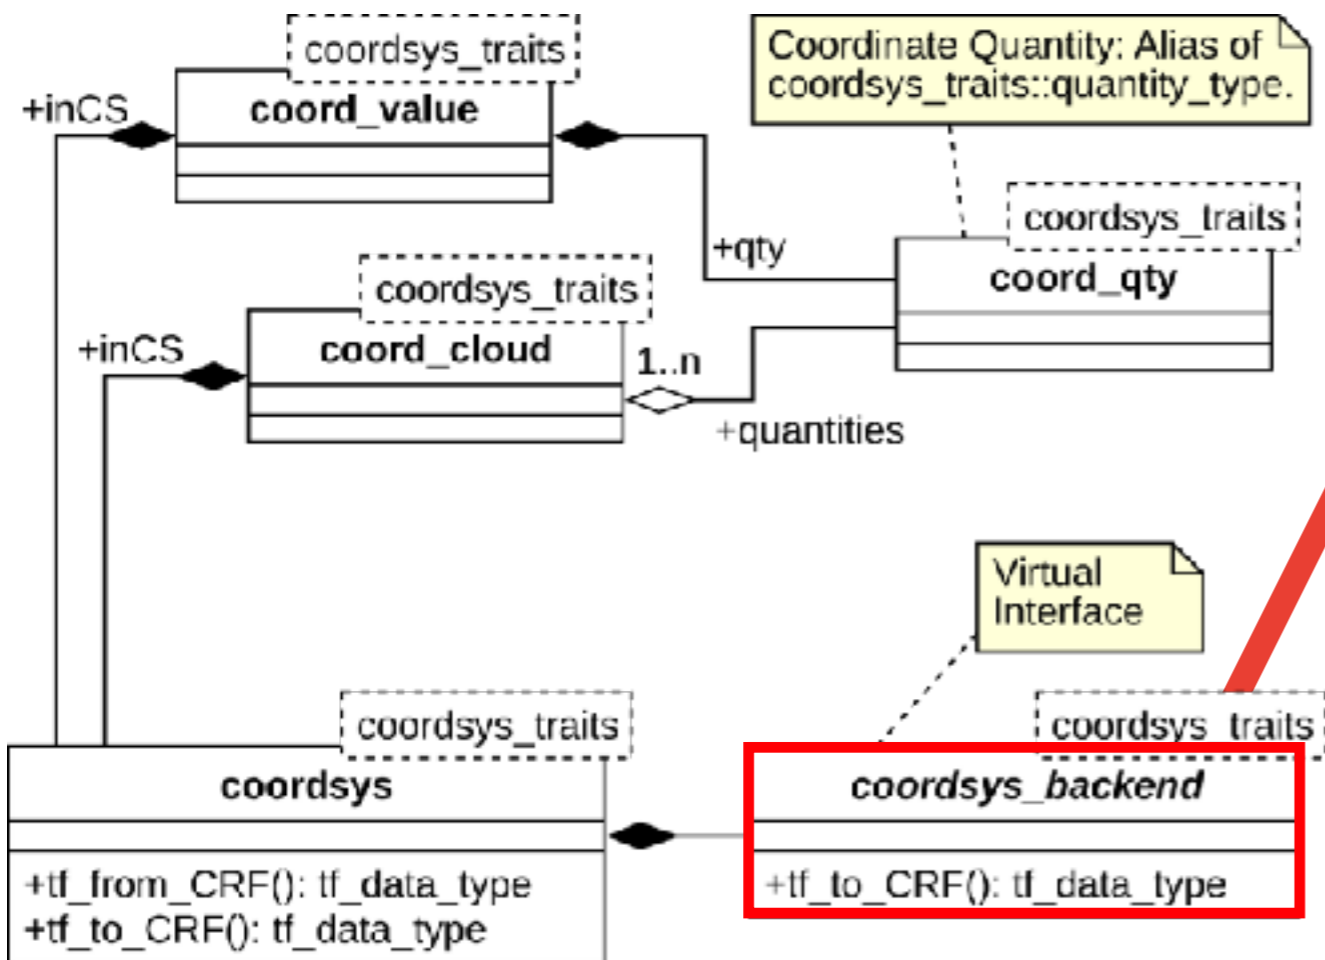 coordsys_traits
coord_value
+inCS
Coordinate Quantity: Alias of
coordsys_traits::quantity_type.
coordsys_traits
coord_qty
+qty
coordsys_traits
coord_cloud
+inCS
1..n
+quantities
Virtual
Interface
coordsys_traits
coordsys
+tf_from_CRF(): tf_data_type
+tf_to_CRF(): tf_data_type
coordsys_traits
coordsys_backend
+tf_to_CRF(): tf_data_type